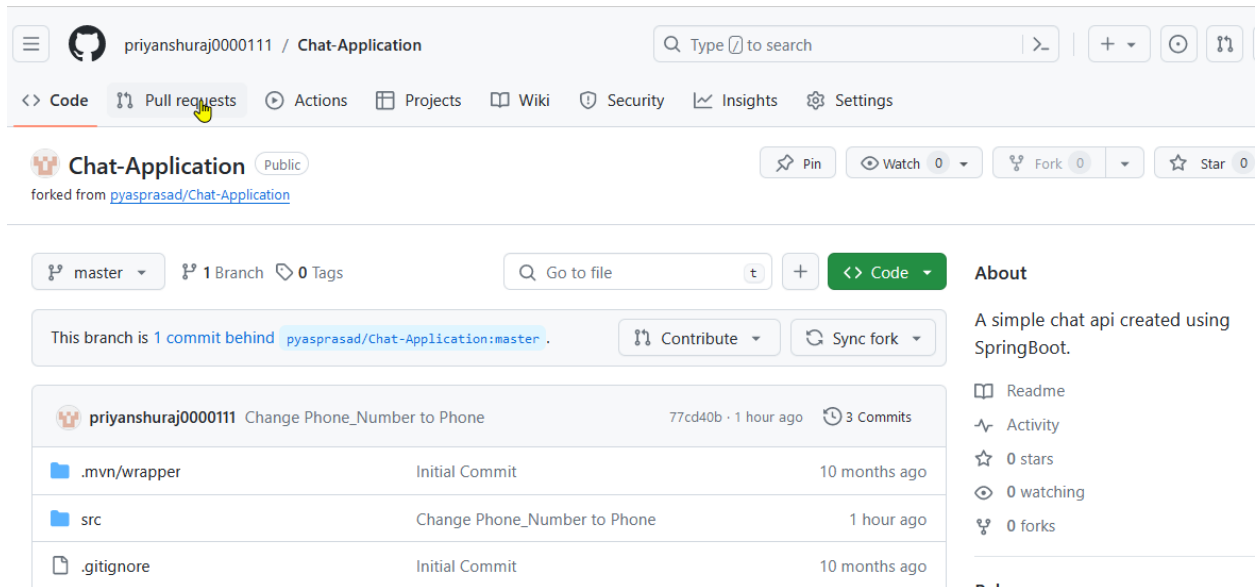 priyanshuraj0000111 / Chat-Application
Type / to search
Code Pull requests Actions Projects Wiki Security Insights Settings
Chat-Application Public
Pin Watch 0 Fork 0 Star 0
forked from pyasprasad/Chat-Application
master 1 Branch 0 Tags Go to file t + Code
About
A simple chat api created using
SpringBoot.
This branch is 1 commit behind pyasprasad/Chat-Application:master . Contribute Sync fork
Readme
priyanshuraj0000111 Change Phone_Number to Phone 77cd40b · 1 hour ago 3 Commits
Activity
0 stars
.mvn/wrapper Initial Commit 10 months ago
0 watching
src Change Phone_Number to Phone 1 hour ago
0 forks
.gitignore Initial Commit 10 months ago